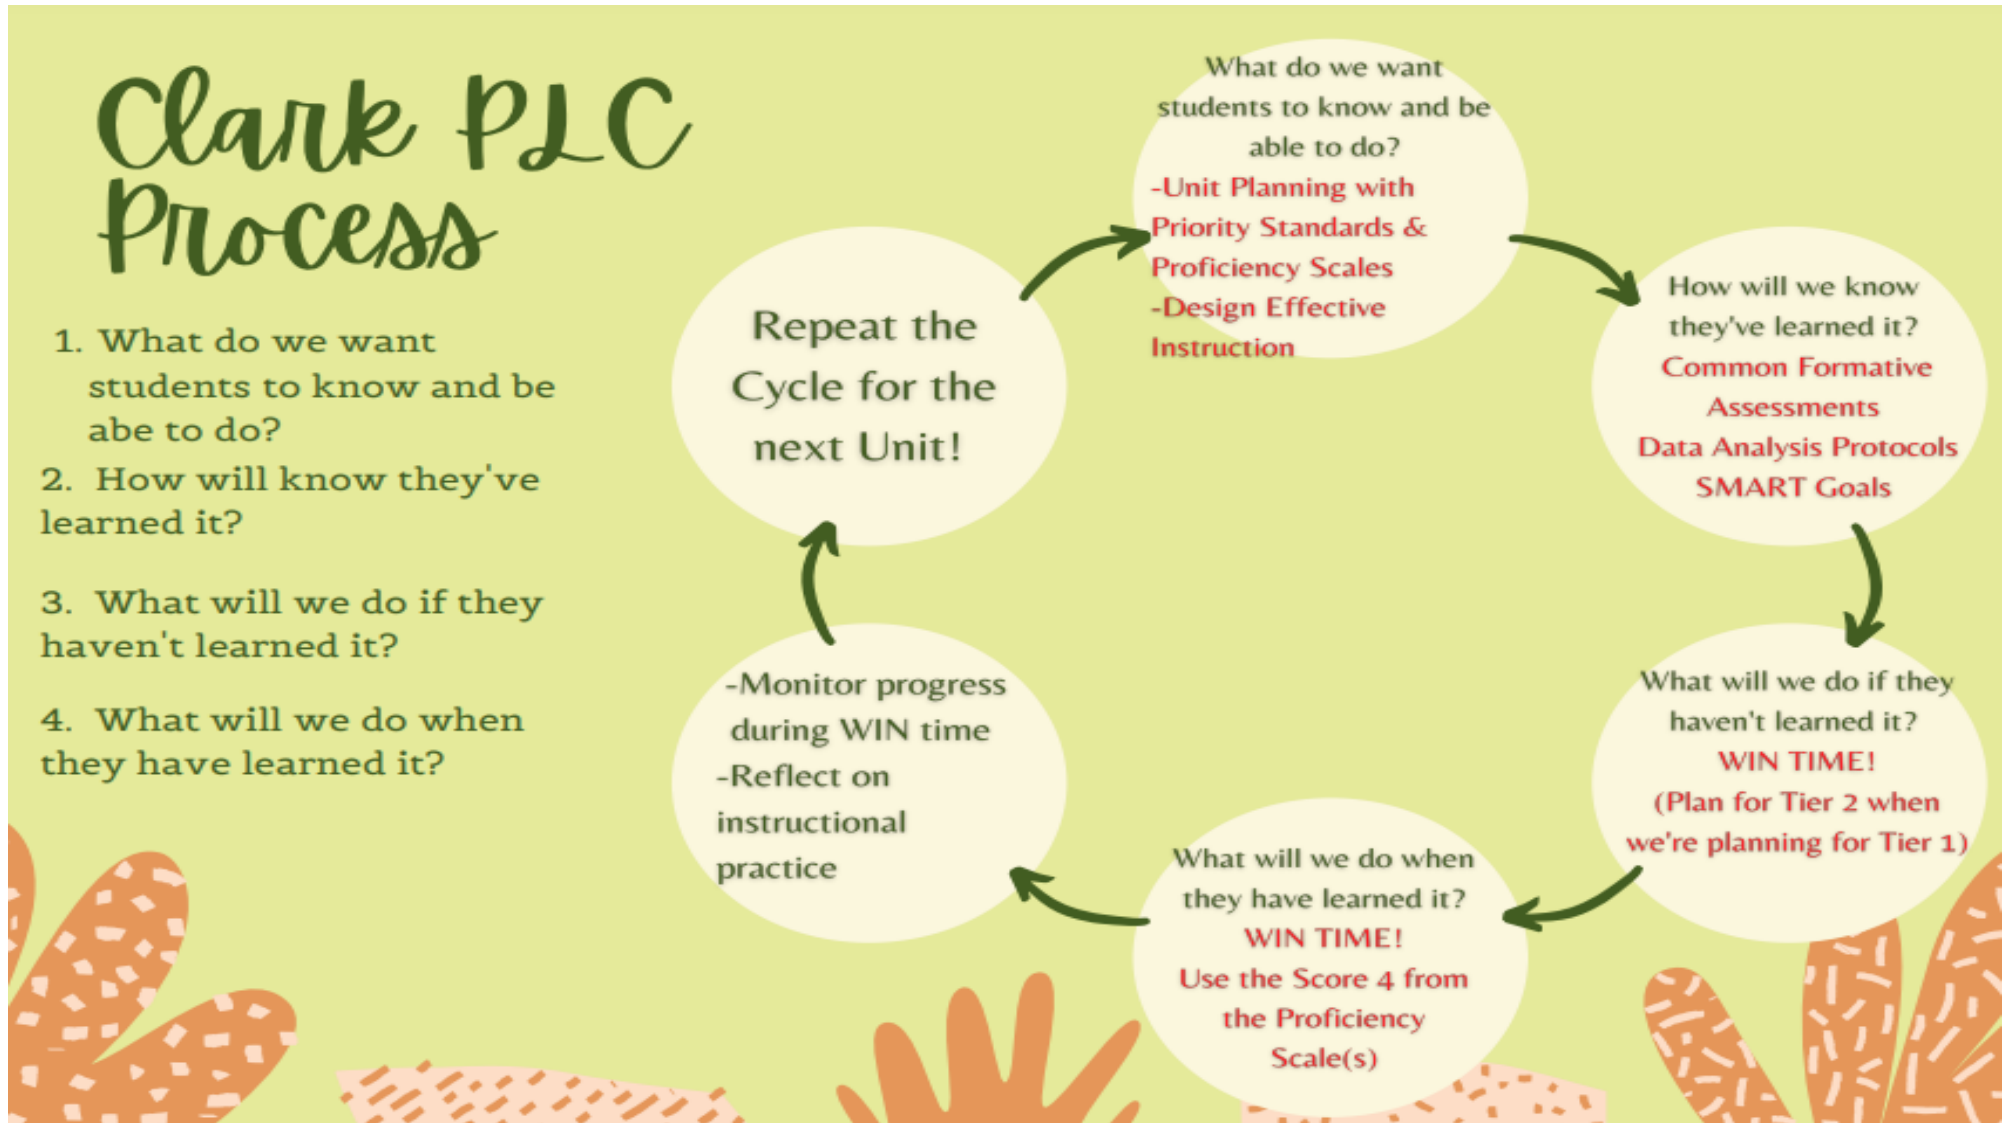 Clark PLC
Process
1. What do we want
students to know and be
abe to do?
2. How will know they've
learned it?
3. What will we do if they
haven't learned it?
4. What will we do when
they have learned it?
What do we want
students to know and be
able to do?
-Unit Planning with
Priority Standards &
Proficiency Scales
-Design Effective
Instruction
How will we know
they've learned it?
Common Formative
Assessments
Data Analysis Protocols
SMART Goals
What will we do if they
haven't learned it?
WIN TIME!
(Plan for Tier 2 when
we're planning for Tier 1)
What will we do when
they have learned it?
WIN TIME!
Use the Score 4 from
the Proficiency
Scale(s)
-Monitor progress
during WIN time
-Reflect on
instructional
practice
Repeat the
Cycle for the
next Unit!